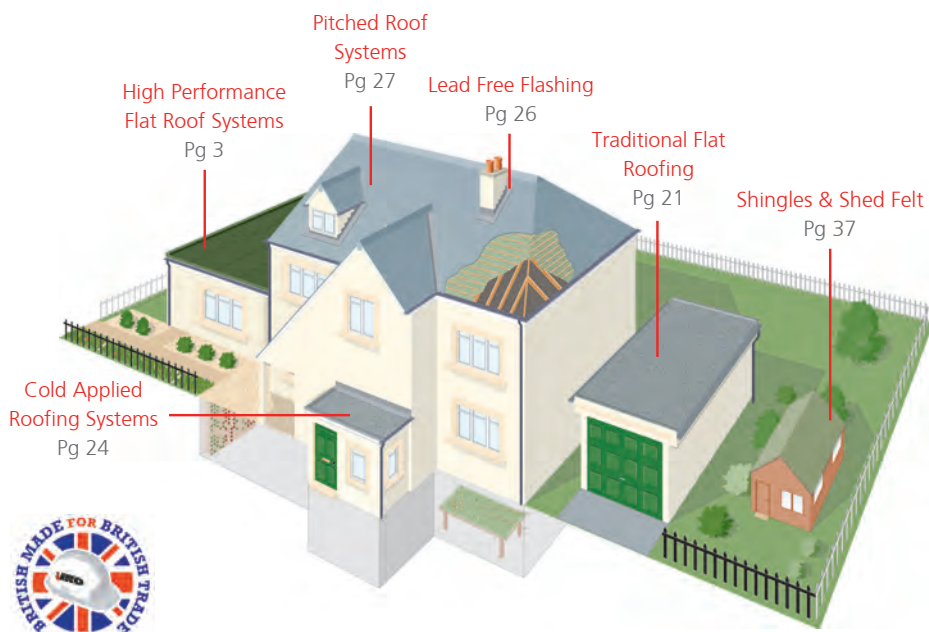 Pitched Roof
Systems
Pg 27
High Performance
Flat Roof Systems
Pg 3
Lead Free Flashing
Pg 26
Traditional Flat
Roofing
Pg 21
Shingles & Shed Felt
Pg 37
Cold Applied
Roofing Systems
Pg 24
BRITISH MADE FOR BRITISH TRADE